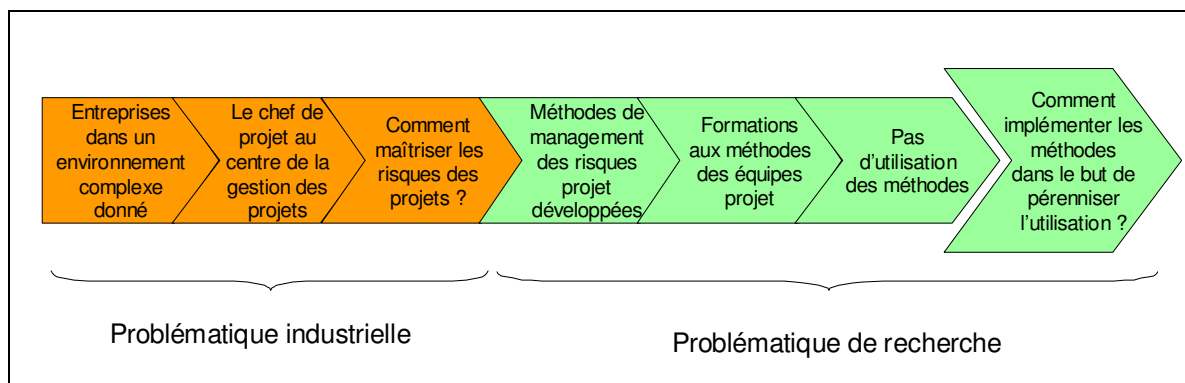 Entreprises
dans un
environnement
complexe
donné
Le chef de
projet au
centre de la
gestion des
projets
Comment
maîtriser les
risques des
projets ?
Méthodes de
management
des risques
projet
développées
Formations
aux méthodes
des équipes
projet
Pas
d'utilisation
des méthodes
Comment
implémenter les
méthodes
dans le but de
pérenniser
l'utilisation ?
Problématique industrielle
Problématique de recherche